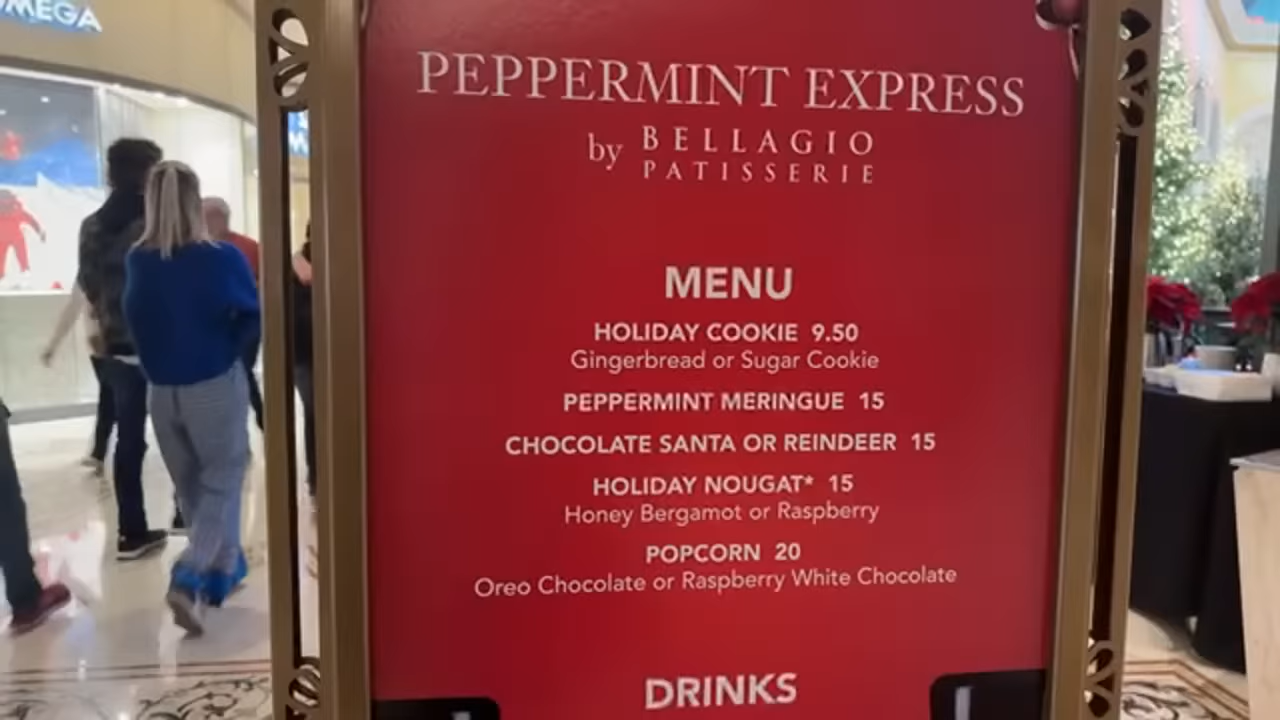 MEGA
PEPPERMINT EXPRESS
by BELLAGIO
PATISSERIE
MENU
HOLIDAY COOKIE 9.50
Gingerbread or Sugar Cookie
PEPPERMINT MERINGUE 15
CHOCOLATE SANTA OR REINDEER 15
HOLIDAY NOUGAT* 15
Honey Bergamot or Raspberry
POPCORN 20
Oreo Chocolate or Raspberry White Chocolate
DRINKS